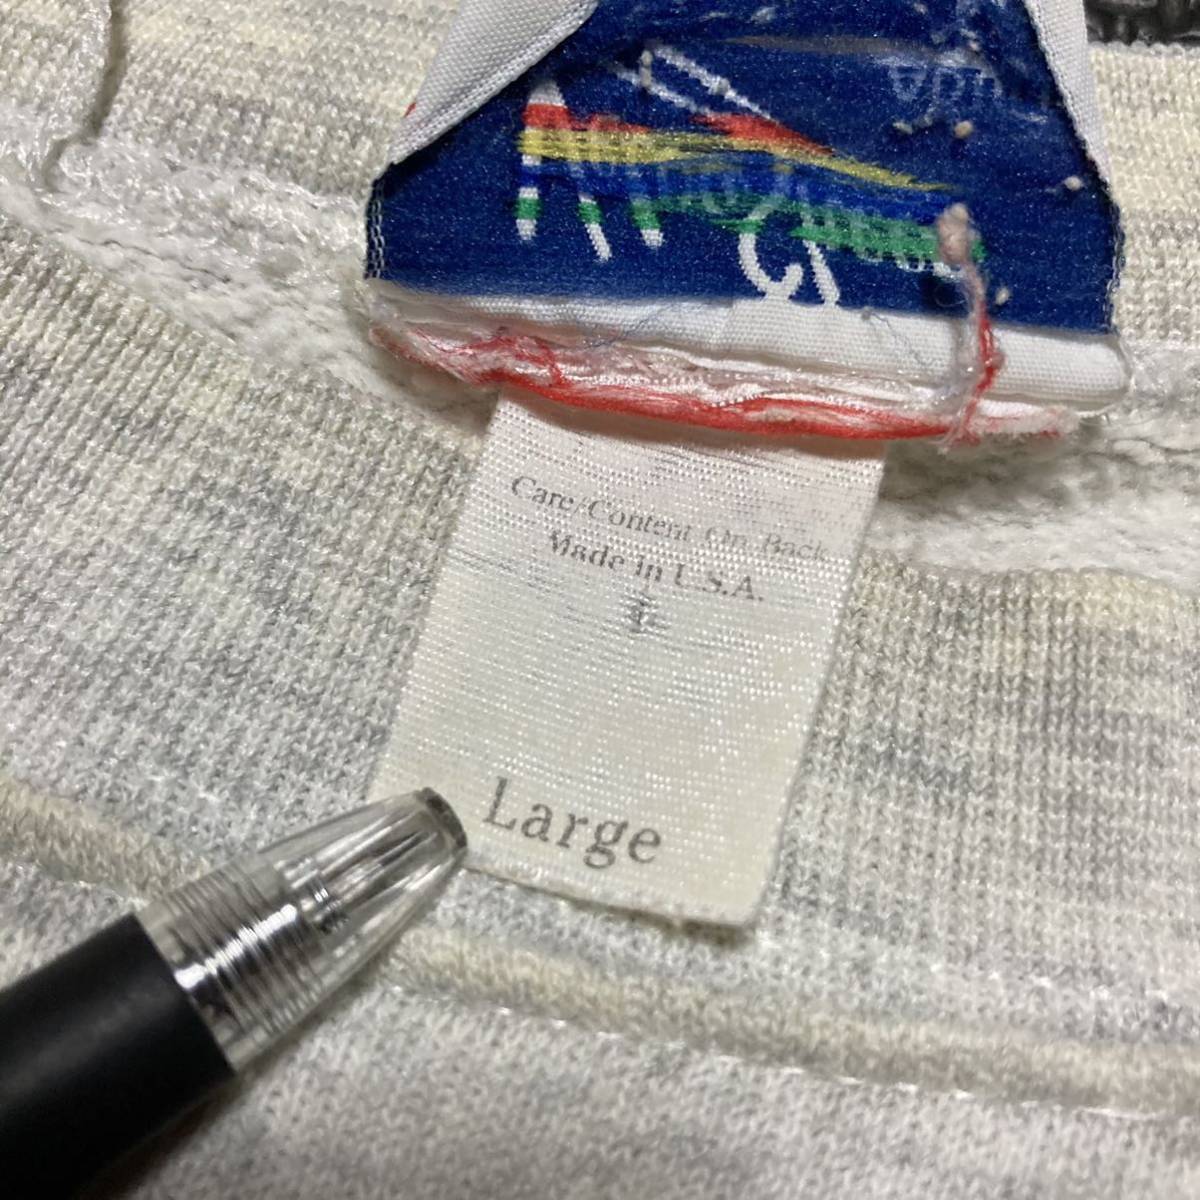 Care/Content On Back
Made in U.S.A.
Large